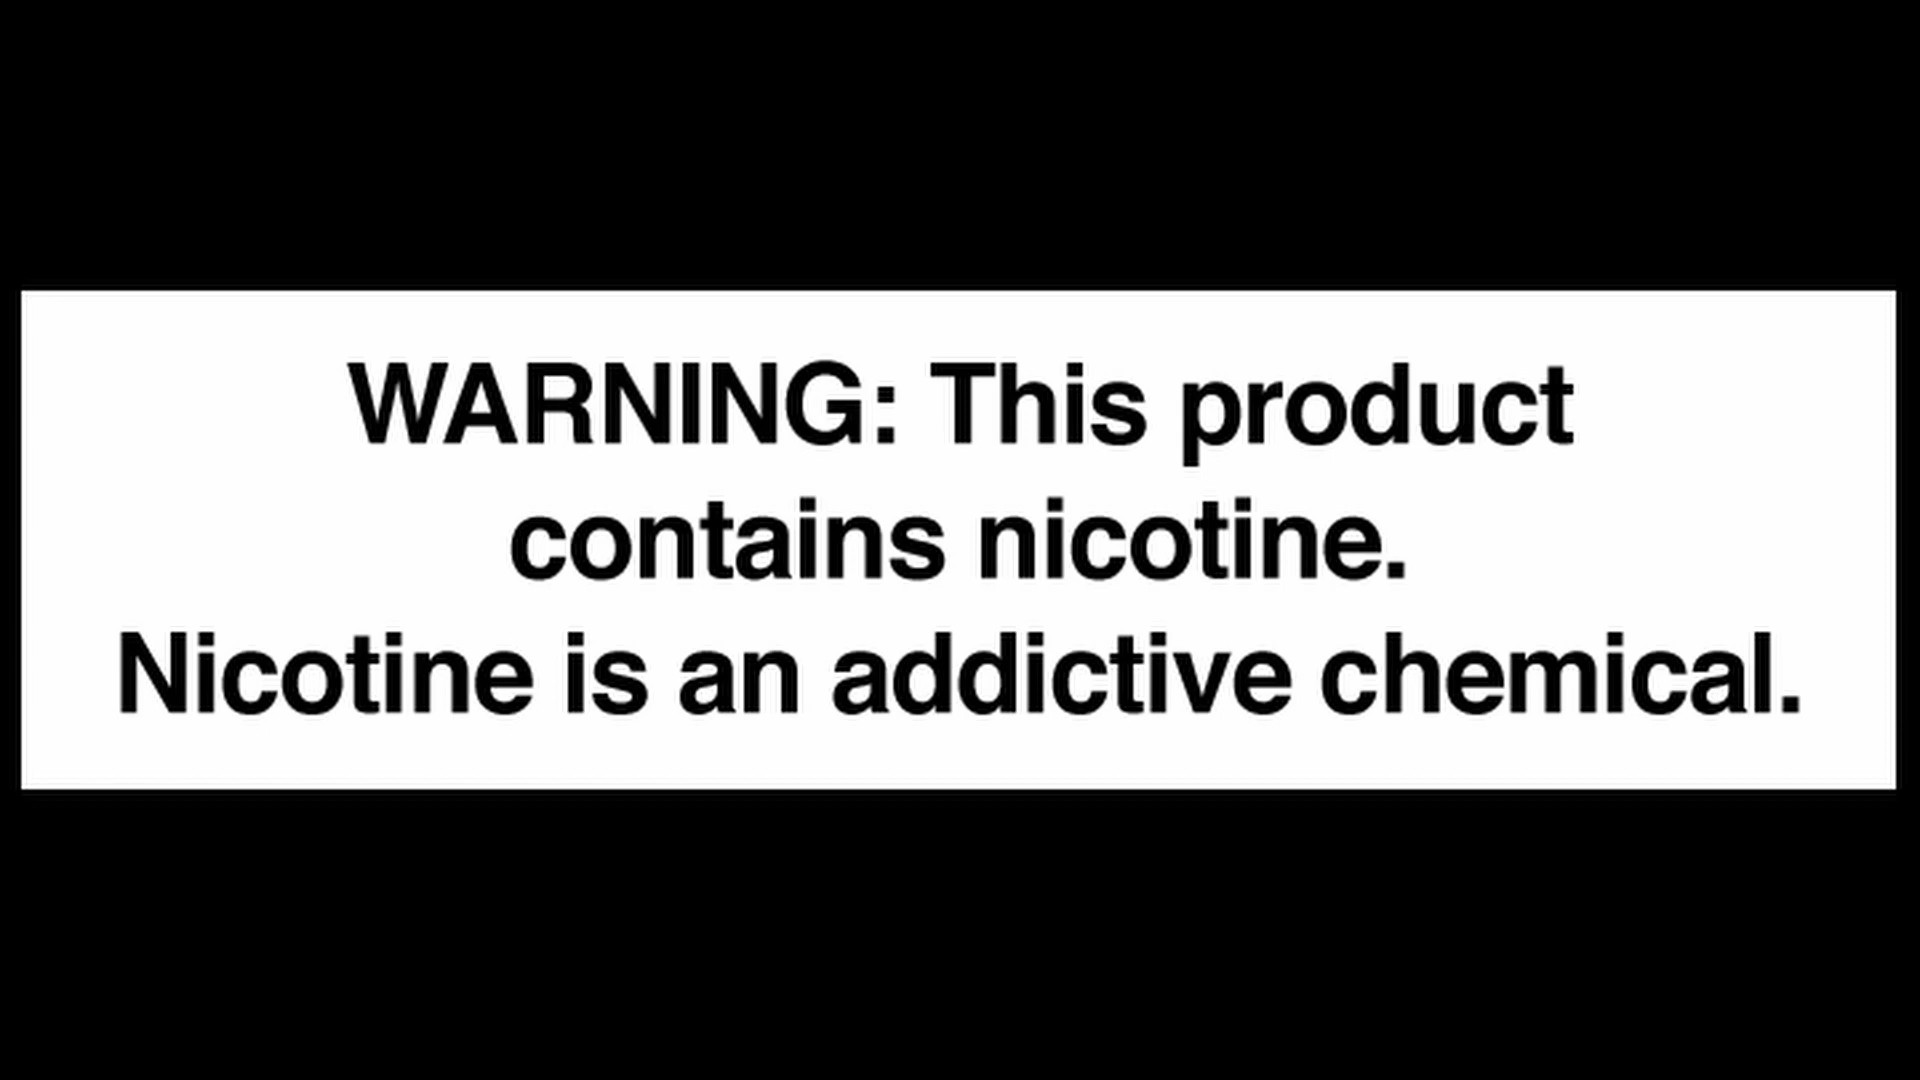 WARNING: This product
contains nicotine.
Nicotine is an addictive chemical.